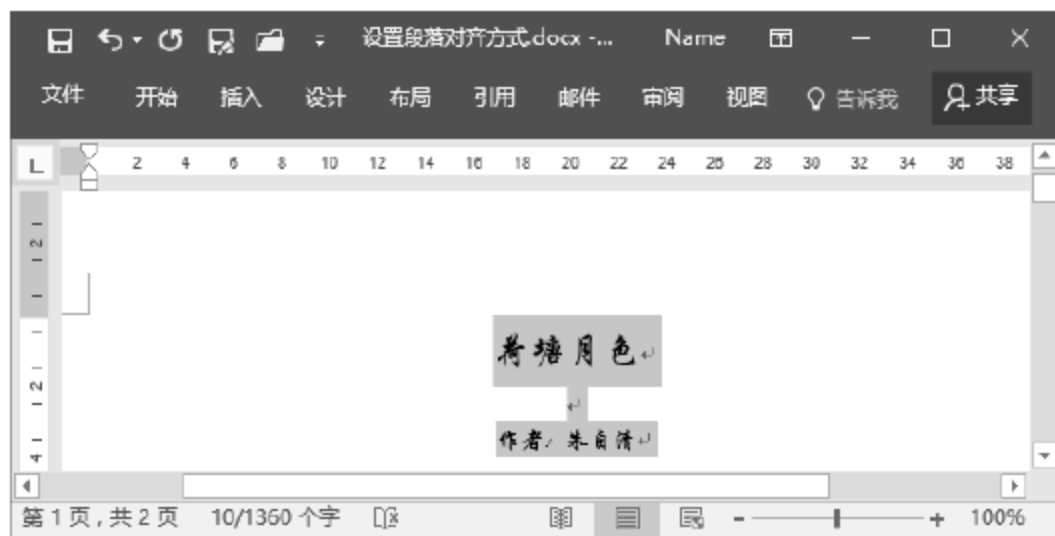 设置段落对齐方式.docx -... Name
文件 开始 插入 设计 布局 引用 邮件 审阅 视图 告诉我 共享
L 2 4 6 8 10 12 14 16 18 20 22 24 26 28 30 32 34 36 38
2
2
4
荷塘月色
作者:朱自清
第 1 页,共 2 页 10/1360 个字 100%